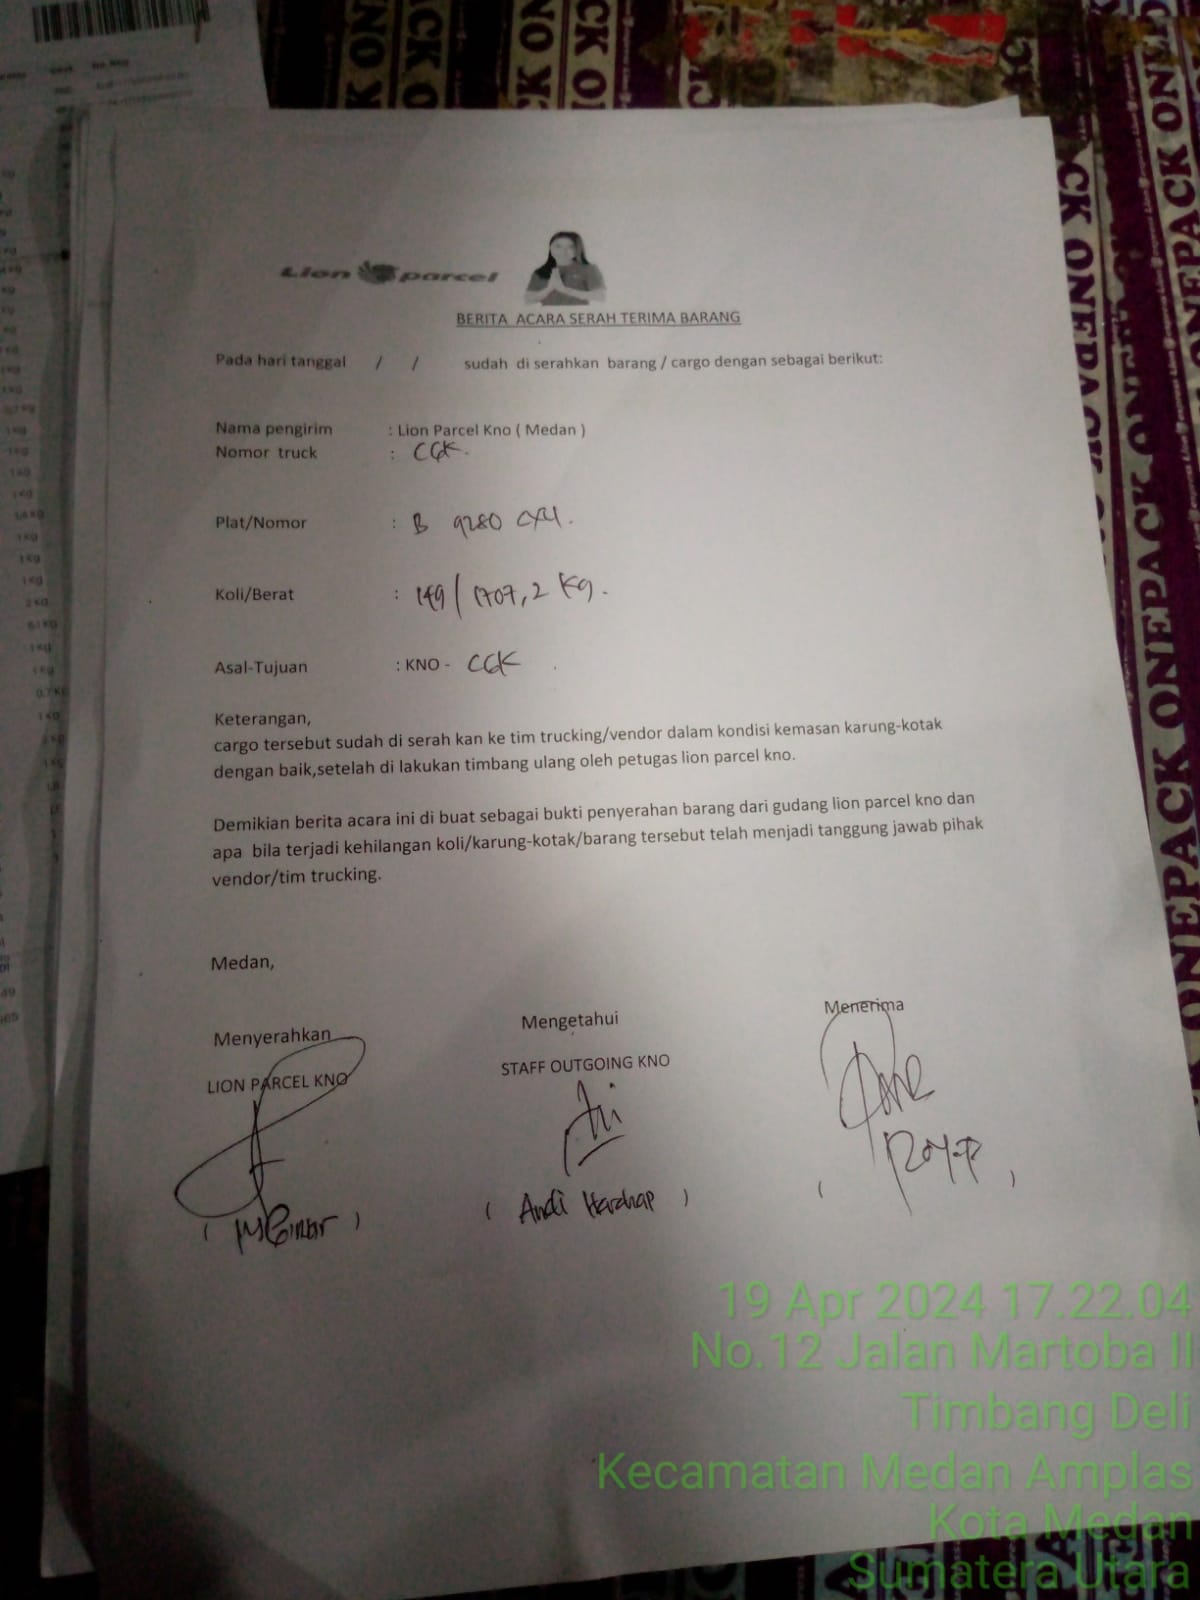 Lion parcel
BERITA ACARA SERAH TERIMA BARANG
Pada hari tanggal / / sudah di serahkan barang / cargo dengan sebagai berikut:
Nama pengirim : Lion Parcel Kno ( Medan )
Nomor truck : CGK.
Plat/Nomor : B 9280 CXU.
Koli/Berat : 149 / 1707,2 Kg.
Asal-Tujuan : KNO - CGK
Keterangan,
cargo tersebut sudah di serah kan ke tim trucking/vendor dalam kondisi kemasan karung-kotak
dengan baik,setelah di lakukan timbang ulang oleh petugas lion parcel kno.
Demikian berita acara ini di buat sebagai bukti penyerahan barang dari gudang lion parcel kno dan
apa bila terjadi kehilangan koli/karung-kotak/barang tersebut telah menjadi tanggung jawab pihak
vendor/tim trucking.
Medan,
Menyerahkan Mengetahui Menerima
LION PARCEL KNO STAFF OUTGOING KNO
( ) ( Andi Harahap ) ( )
19 Apr 2024 17.22.04
No.12 Jalan Martoba II
Timbang Deli
Kecamatan Medan Amplas
Kota Medan
Sumatera Utara
ONEPACK ONEPACK ONEPACK